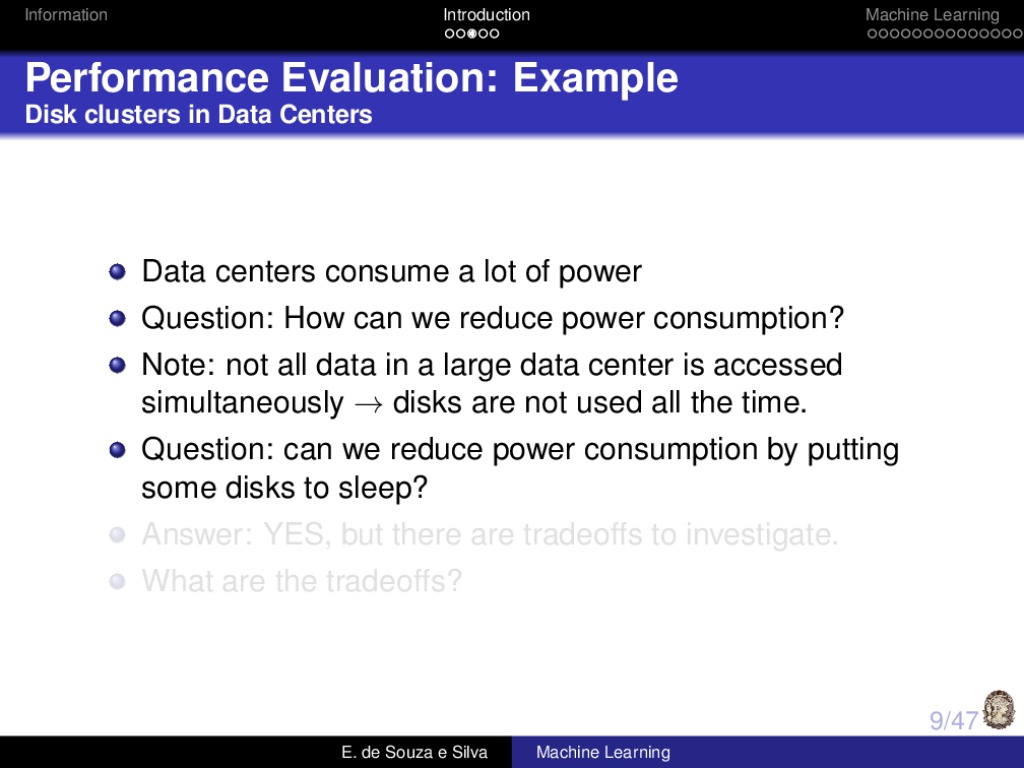 Information
Introduction
Machine Learning
Performance Evaluation: Example
Disk clusters in Data Centers
Data centers consume a lot of power
Question: How can we reduce power consumption?
Note: not all data in a large data center is accessed
simultaneously → disks are not used all the time.
Question: can we reduce power consumption by putting
some disks to sleep?
Answer: YES, but there are tradeoffs to investigate.
What are the tradeoffs?
9/47
E. de Souza e Silva
Machine Learning